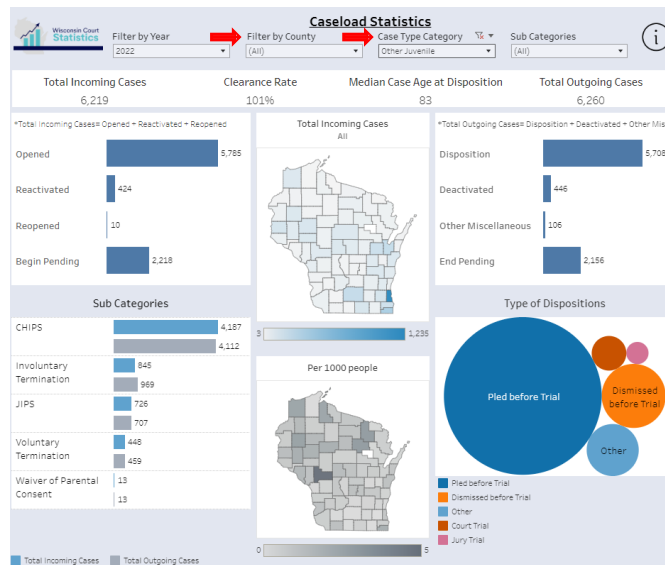 Caseload Statistics
Wisconsin Court
Statistics
Filter by Year
2022
Filter by County
(All)
Case Type Category
Other Juvenile
Sub Categories
(All)
i
Total Incoming Cases
6,219
Clearance Rate
101%
Median Case Age at Disposition
83
Total Outgoing Cases
6,260
*Total Incoming Cases= Opened + Reactivated + Reopened
Opened
5,785
Reactivated
424
Reopened
10
Begin Pending
2,218
Total Incoming Cases
All
3
1,235
*Total Outgoing Cases= Disposition + Deactivated + Other Mis
Disposition
5,708
Deactivated
446
Other Miscellaneous
106
End Pending
2,156
Sub Categories
CHIPS
4,187
4,112
Involuntary
Termination
845
969
JIPS
726
707
Voluntary
Termination
448
459
Waiver of Parental
Consent
13
13
Total Incoming Cases
Total Outgoing Cases
Per 1000 people
0
5
Type of Dispositions
Pled before Trial
Dismissed
before Trial
Other
Pled before Trial
Dismissed before Trial
Other
Court Trial
Jury Trial